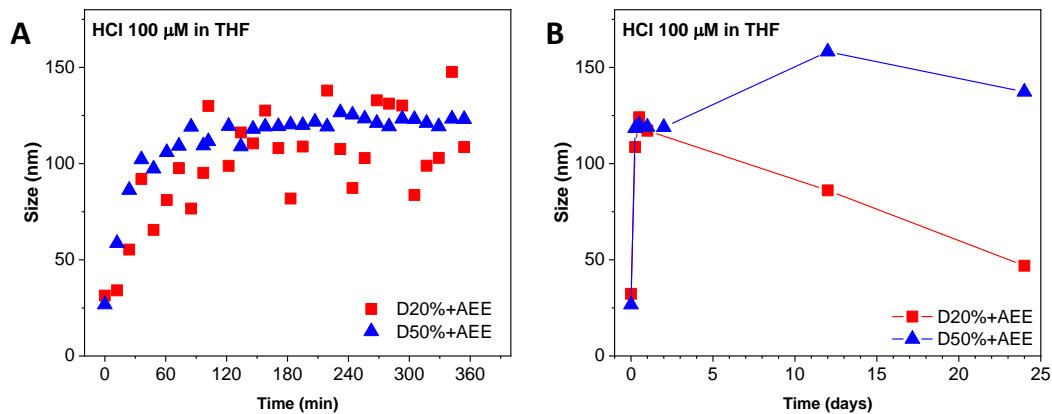 A
HCl 100 μM in THF
150
100
50
0
Size (nm)
D20%+AEE
D50%+AEE
0 60 120 180 240 300 360
Time (min)
B
HCl 100 μM in THF
150
100
50
0
Size (nm)
D20%+AEE
D50%+AEE
0 5 10 15 20 25
Time (days)